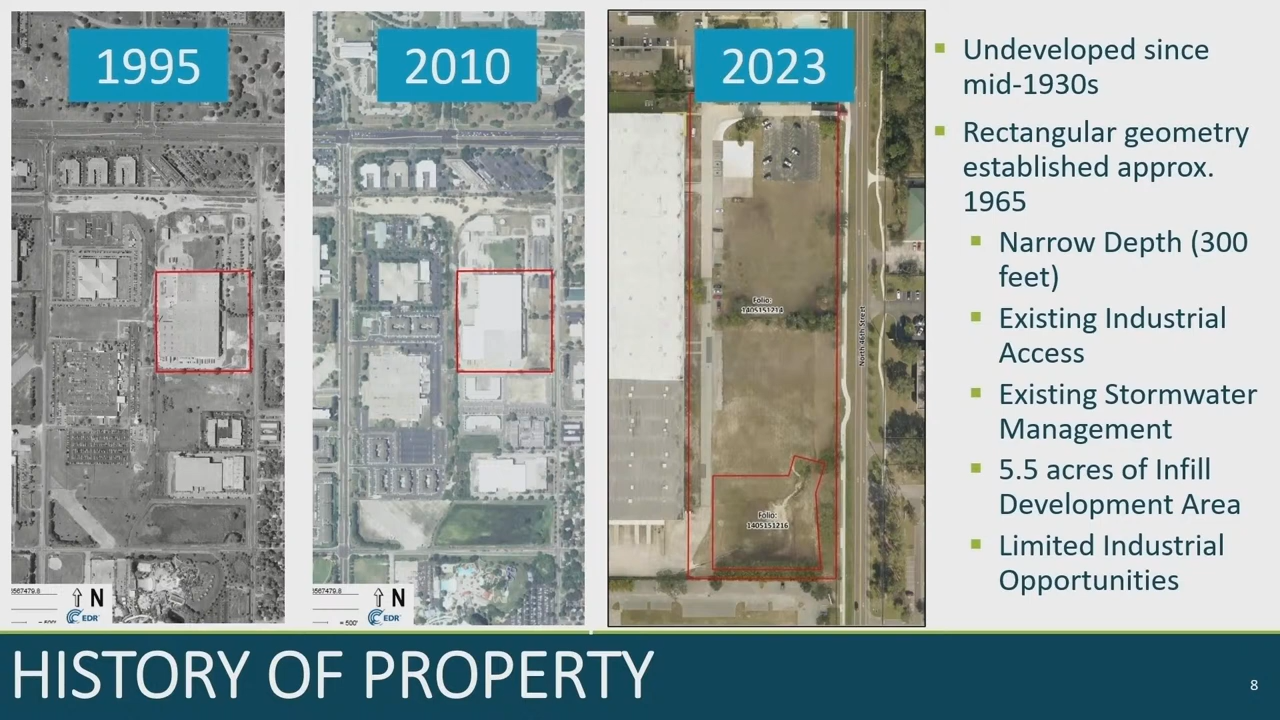 1995
2010
2023
Undeveloped since
mid-1930s
Rectangular geometry
established approx.
1965
Narrow Depth (300
feet)
Existing Industrial
Access
Existing Stormwater
Management
5.5 acres of Infill
Development Area
Limited Industrial
Opportunities
Folio:
1405151214
North 46th Street
Folio:
1405151216
N
EDR
= 500'
N
EDR
= 500'
HISTORY OF PROPERTY
8